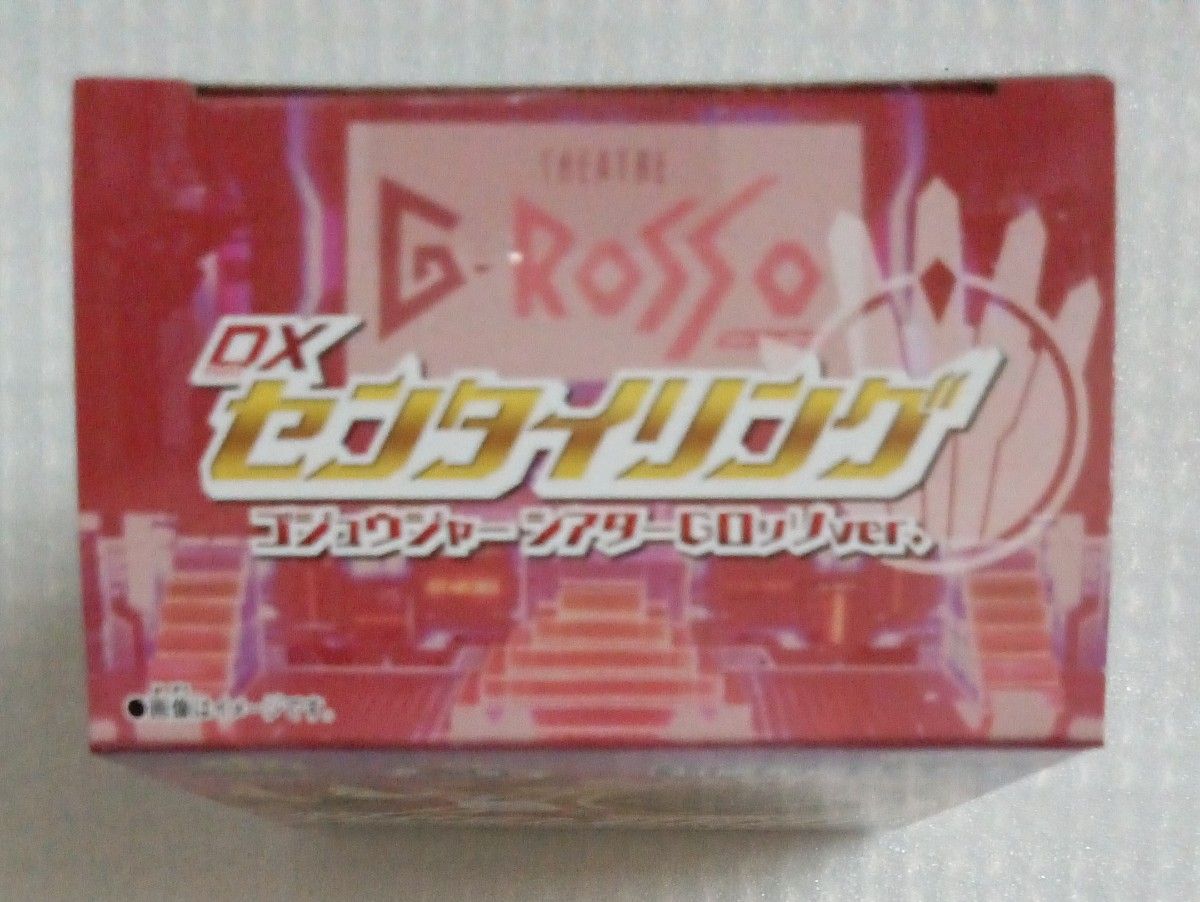 THEATRE
G-ROSSO
DX
センタイリング
ゴジュウジャー シアターGロッソver.
●画像はイメージです。